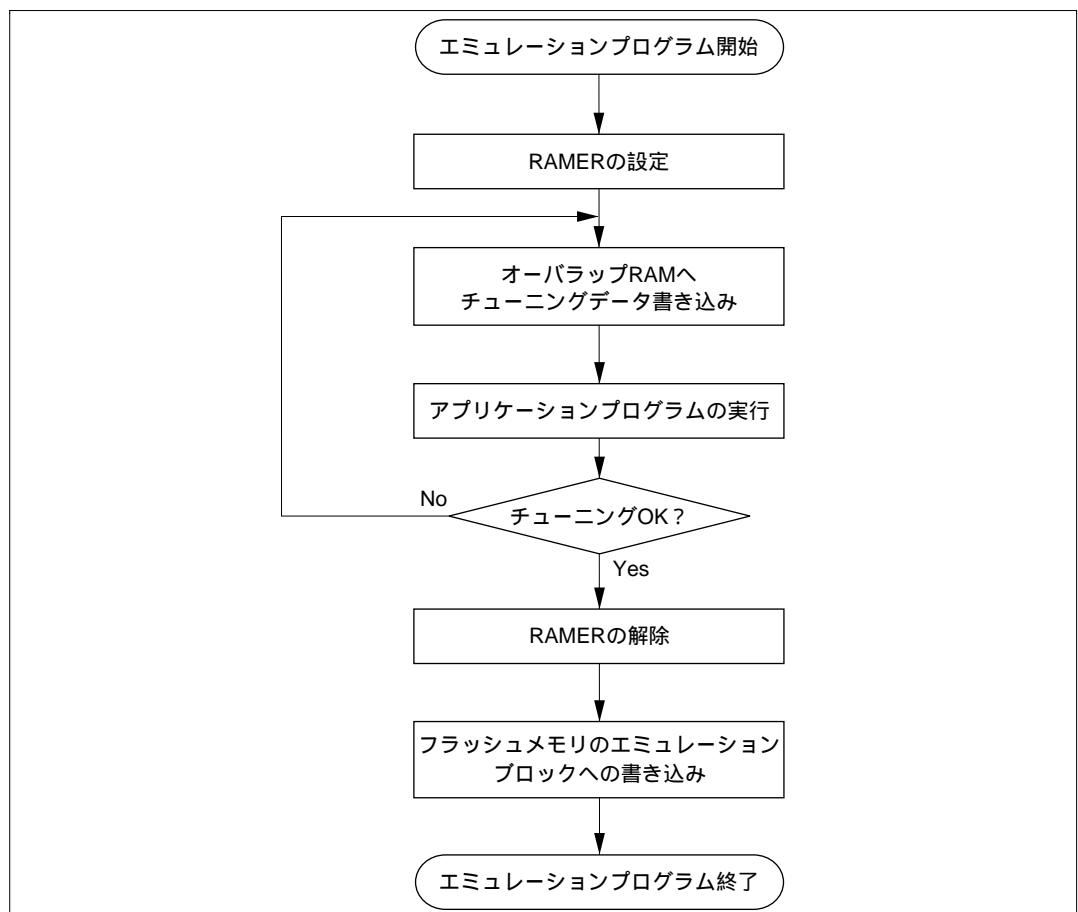 エミュレーションプログラム開始
RAMERの設定
オーバラップRAMへ
チューニングデータ書き込み
アプリケーションプログラムの実行
No
チューニングOK？
Yes
RAMERの解除
フラッシュメモリのエミュレーション
ブロックへの書き込み
エミュレーションプログラム終了